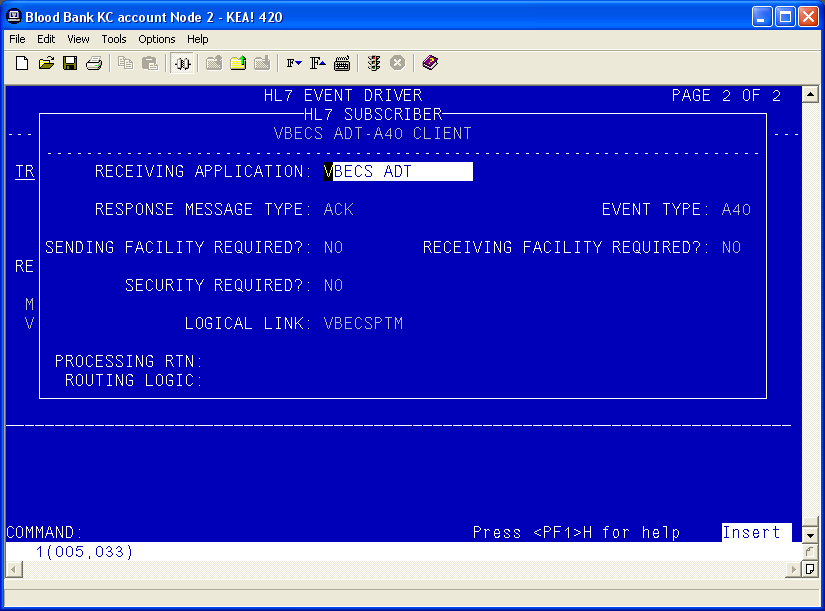 Blood Bank KC account Node 2 - KEA! 420
File Edit View Tools Options Help
HL7 EVENT DRIVER PAGE 2 OF 2
HL7 SUBSCRIBER
--- VBECS ADT-A40 CLIENT ---
TR RECEIVING APPLICATION: VBECS ADT
RESPONSE MESSAGE TYPE: ACK EVENT TYPE: A40
SENDING FACILITY REQUIRED?: NO RECEIVING FACILITY REQUIRED?: NO
RE
SECURITY REQUIRED?: NO
M
V LOGICAL LINK: VBECSPTM
PROCESSING RTN:
ROUTING LOGIC:
COMMAND: Press <PF1>H for help Insert
1(005,033)